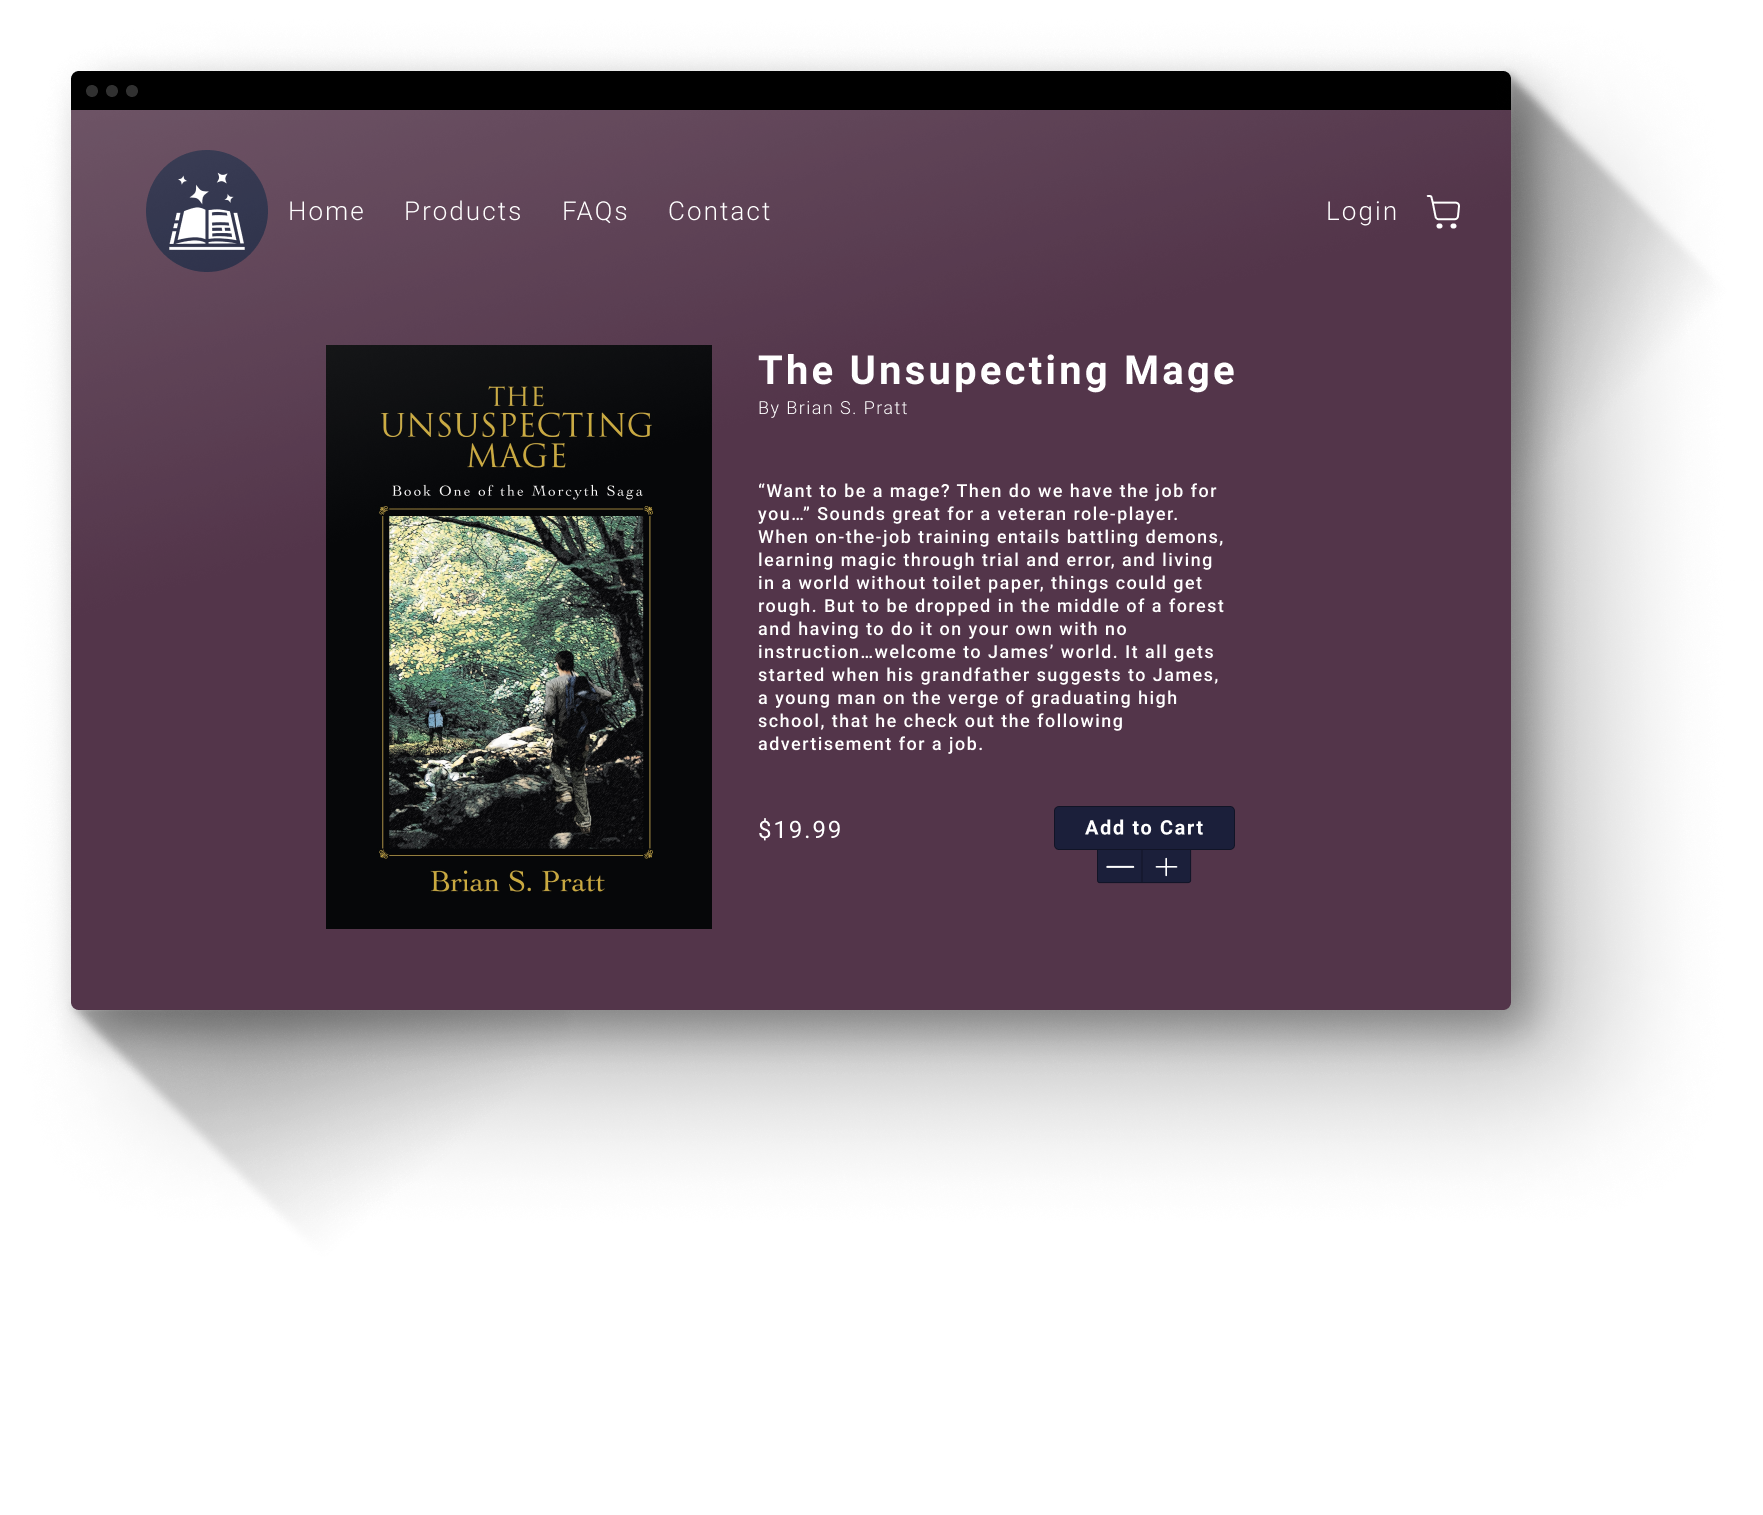 Home Products FAQs Contact Login
THE
UNSUSPECTING
MAGE
Book One of the Morcyth Saga
Brian S. Pratt
The Unsupecting Mage
By Brian S. Pratt
“Want to be a mage? Then do we have the job for
you…” Sounds great for a veteran role-player.
When on-the-job training entails battling demons,
learning magic through trial and error, and living
in a world without toilet paper, things could get
rough. But to be dropped in the middle of a forest
and having to do it on your own with no
instruction…welcome to James’ world. It all gets
started when his grandfather suggests to James,
a young man on the verge of graduating high
school, that he check out the following
advertisement for a job.
$19.99
Add to Cart